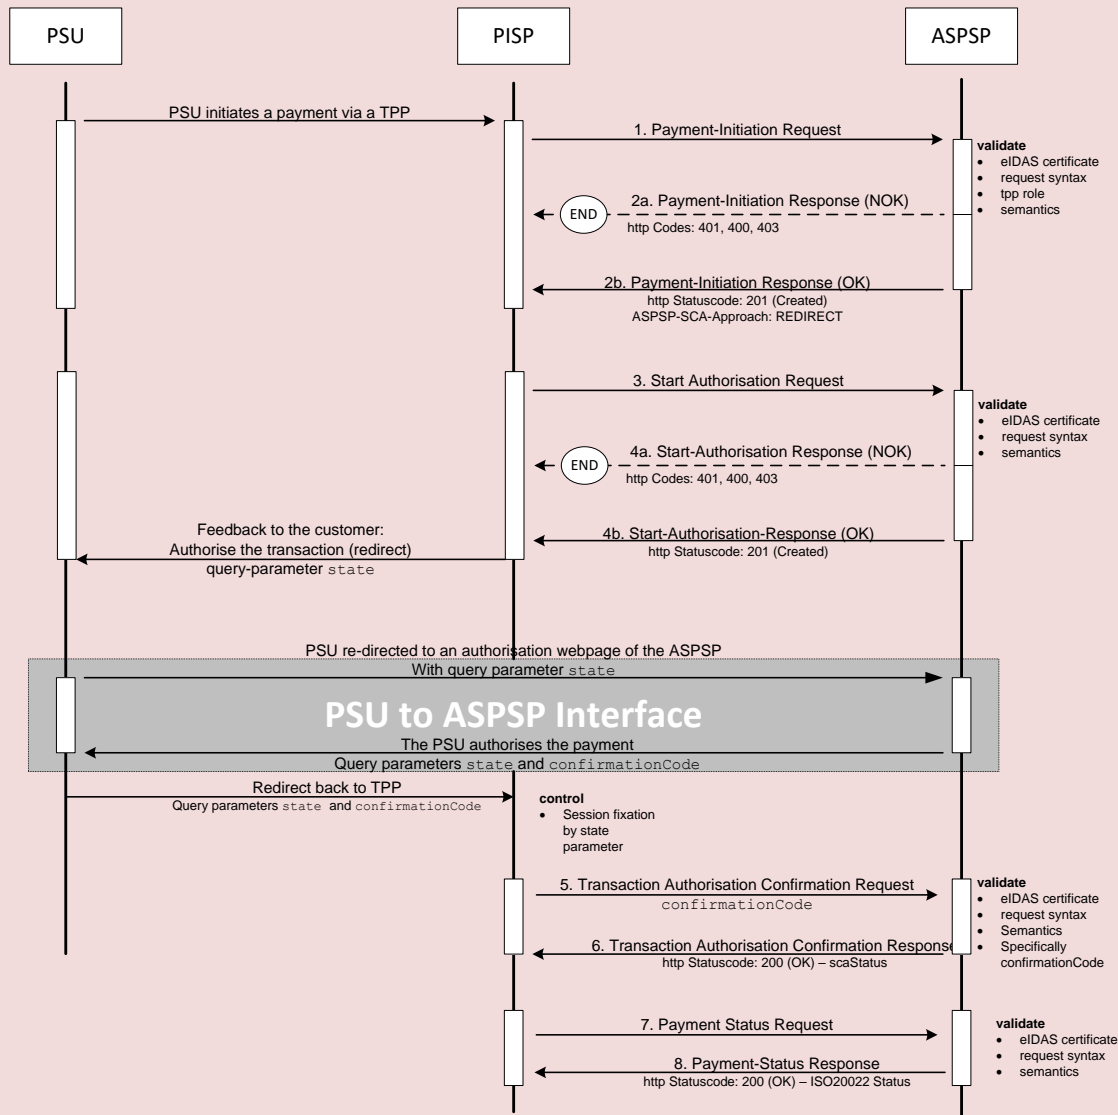 PSU
PISP
ASPSP
PSU initiates a payment via a TPP
1. Payment-Initiation Request
validate
• eIDAS certificate
• request syntax
• tpp role
• semantics
2a. Payment-Initiation Response (NOK)
END
http Codes: 401, 400, 403
2b. Payment-Initiation Response (OK)
http Statuscode: 201 (Created)
ASPSP-SCA-Approach: REDIRECT
3. Start Authorisation Request
validate
• eIDAS certificate
• request syntax
• semantics
4a. Start-Authorisation Response (NOK)
END
http Codes: 401, 400, 403
4b. Start-Authorisation-Response (OK)
http Statuscode: 201 (Created)
Feedback to the customer:
Authorise the transaction (redirect)
query-parameter state
PSU re-directed to an authorisation webpage of the ASPSP
With query parameter state
PSU to ASPSP Interface
The PSU authorises the payment
Query parameters state and confirmationCode
Redirect back to TPP
Query parameters state and confirmationCode
control
• Session fixation
by state
parameter
5. Transaction Authorisation Confirmation Request
confirmationCode
validate
• eIDAS certificate
• request syntax
• Semantics
• Specifically
confirmationCode
6. Transaction Authorisation Confirmation Response
http Statuscode: 200 (OK) – scaStatus
7. Payment Status Request
validate
• eIDAS certificate
• request syntax
• semantics
8. Payment-Status Response
http Statuscode: 200 (OK) – ISO20022 Status